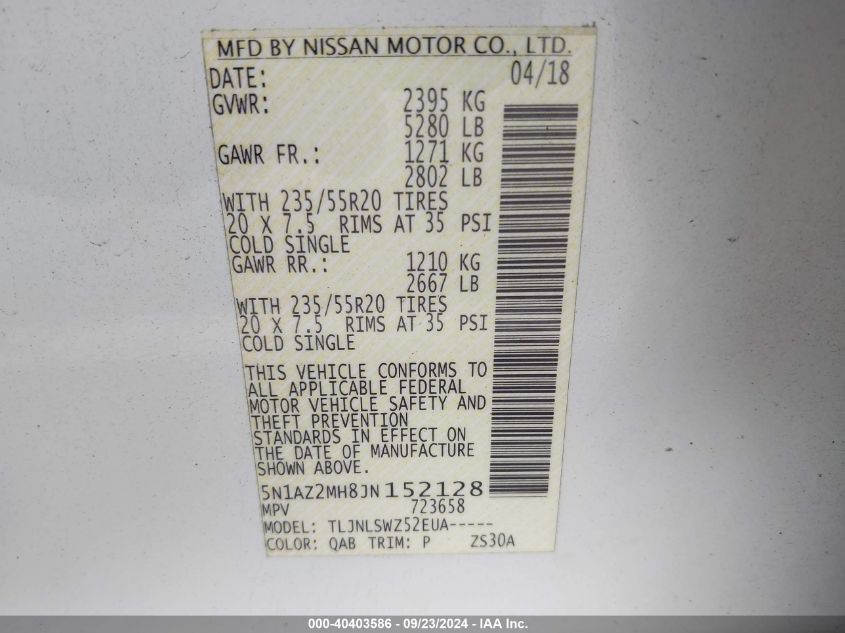 MFD BY NISSAN MOTOR CO., LTD.
DATE: 04/18
GVWR: 2395 KG
5280 LB
GAWR FR.: 1271 KG
2802 LB
WITH 235/55R20 TIRES
20 X 7.5 RIMS AT 35 PSI
COLD SINGLE
GAWR RR.: 1210 KG
2667 LB
WITH 235/55R20 TIRES
20 X 7.5 RIMS AT 35 PSI
COLD SINGLE
THIS VEHICLE CONFORMS TO
ALL APPLICABLE FEDERAL
MOTOR VEHICLE SAFETY AND
THEFT PREVENTION
STANDARDS IN EFFECT ON
THE DATE OF MANUFACTURE
SHOWN ABOVE.
5N1AZ2MH8JN152128
MPV 723658
MODEL: TLJNLSWZ52EUA-----
COLOR: QAB TRIM: P ZS30A
000-40403586 / 09/23/2024 - IAA Inc.